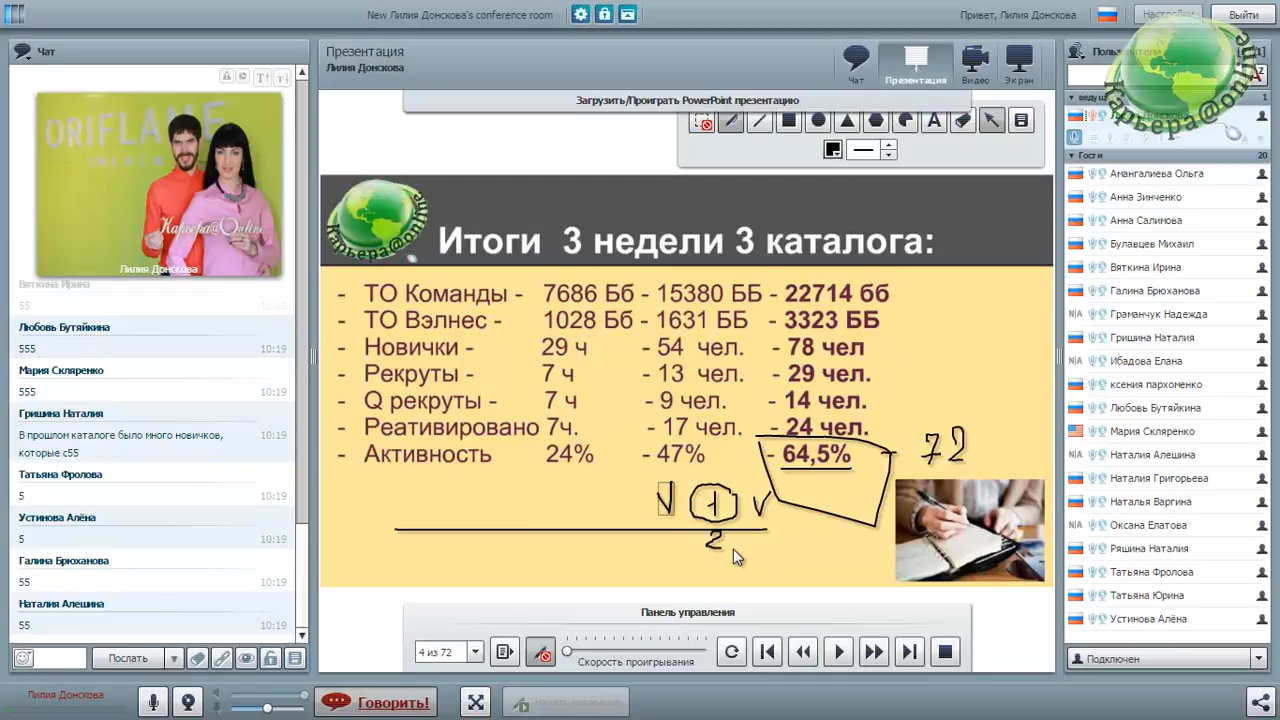 New Лилия Донскова's conference room
Привет, Лилия Донскова
Настройки
Выйти
Чат
ORIFLAME
Карьера@Online
Лилия Донскова
Вяткина Ирина
55
10:19
Любовь Бутяйкина
555
10:19
Мария Скляренко
555
10:19
Гришина Наталия
В прошлом каталоге было много новичков,
которые с55
10:19
Татьяна Фролова
5
10:19
Устинова Алёна
5
10:19
Галина Брюханова
55
10:19
Наталия Алешина
55
10:19
Послать
Презентация
Лилия Донскова
Чат
Презентация
Видео
Экран
Загрузить/Проиграть PowerPoint презентацию
Карьера@online
Итоги 3 недели 3 каталога:
- ТО Команды - 7686 Бб - 15380 ББ - 22714 бб
- ТО Вэлнес - 1028 Бб - 1631 ББ - 3323 ББ
- Новички - 29 ч - 54 чел. - 78 чел
- Рекруты - 7 ч - 13 чел. - 29 чел.
- Q рекруты - 7 ч - 9 чел. - 14 чел.
- Реативировано 7ч. - 17 чел. - 24 чел.
- Активность 24% - 47% - 64,5%
72
V + V
2
Панель управления
4 из 72
Скорость проигрывания
Карьера@online
1
Гости
20
Амангалиева Ольга
Анна Зинченко
Анна Салимова
Булавцев Михаил
Вяткина Ирина
Галина Брюханова
N/A Граманчук Надежда
Гришина Наталия
N/A Ибадова Елана
ксения пархоменко
Любовь Бутяйкина
Мария Скляренко
N/A Наталия Алешина
Наталия Григорьева
Наталья Варгина
N/A Оксана Елатова
Ряшина Наталия
Татьяна Фролова
Татьяна Юрина
Устинова Алёна
Подключен
Лилия Донскова
Говорить!